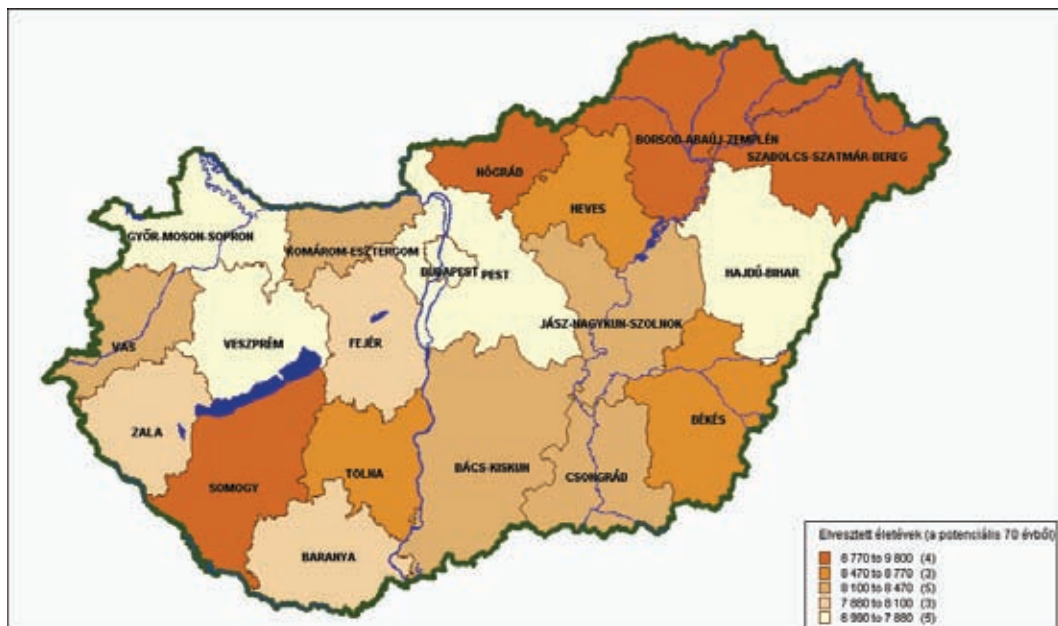 BORSOD-ABAÚJ-ZEMPLÉN
SZABOLCS-SZATMÁR-BEREG
NÓGRÁD
HEVES
GYŐR-MOSON-SOPRON
KOMÁROM-ESZTERGOM
BUDAPEST
PEST
HAJDÚ-BIHAR
JÁSZ-NAGYKUN-SZOLNOK
VAS
VESZPRÉM
FEJÉR
ZALA
BÉKÉS
SOMOGY
TOLNA
BÁCS-KISKUN
CSONGRÁD
BARANYA
Elvesztett életévek (a potenciális 70 évből)
8 770 to 9 800 (4)
8 470 to 8 770 (3)
8 100 to 8 470 (5)
7 880 to 8 100 (3)
6 990 to 7 880 (5)